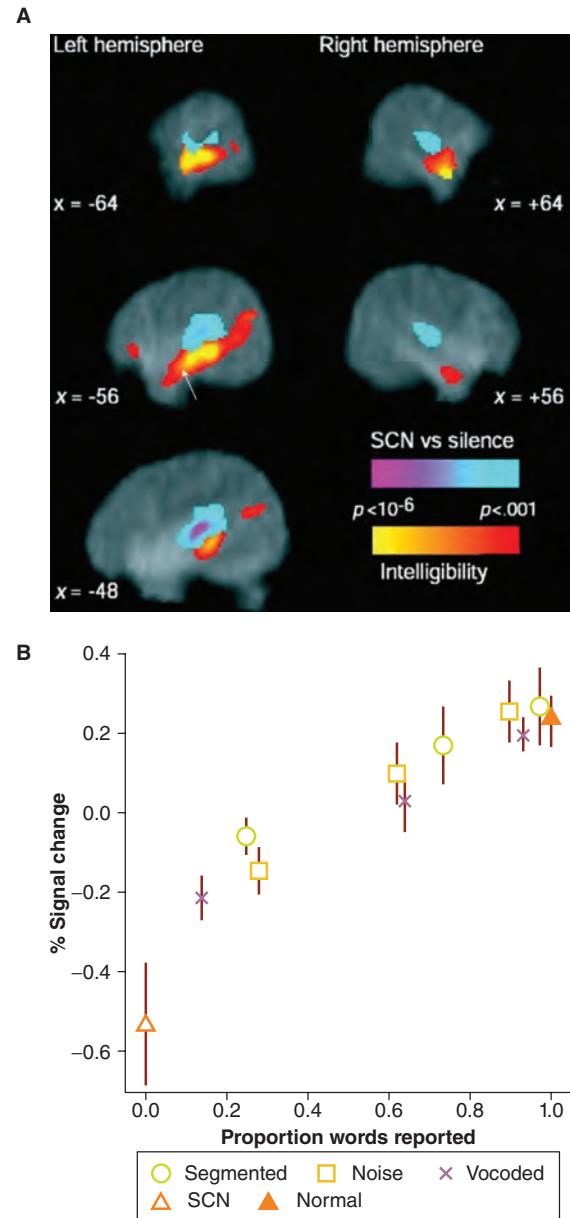 A
Left hemisphere
Right hemisphere
x = -64
x = +64
x = -56
x = +56
SCN vs silence
p<10-6
p<.001
Intelligibility
x = -48
B
0.4
0.2
0.0
−0.2
−0.4
−0.6
% Signal change
0.0 0.2 0.4 0.6 0.8 1.0
Proportion words reported
Segmented Noise Vocoded
SCN Normal